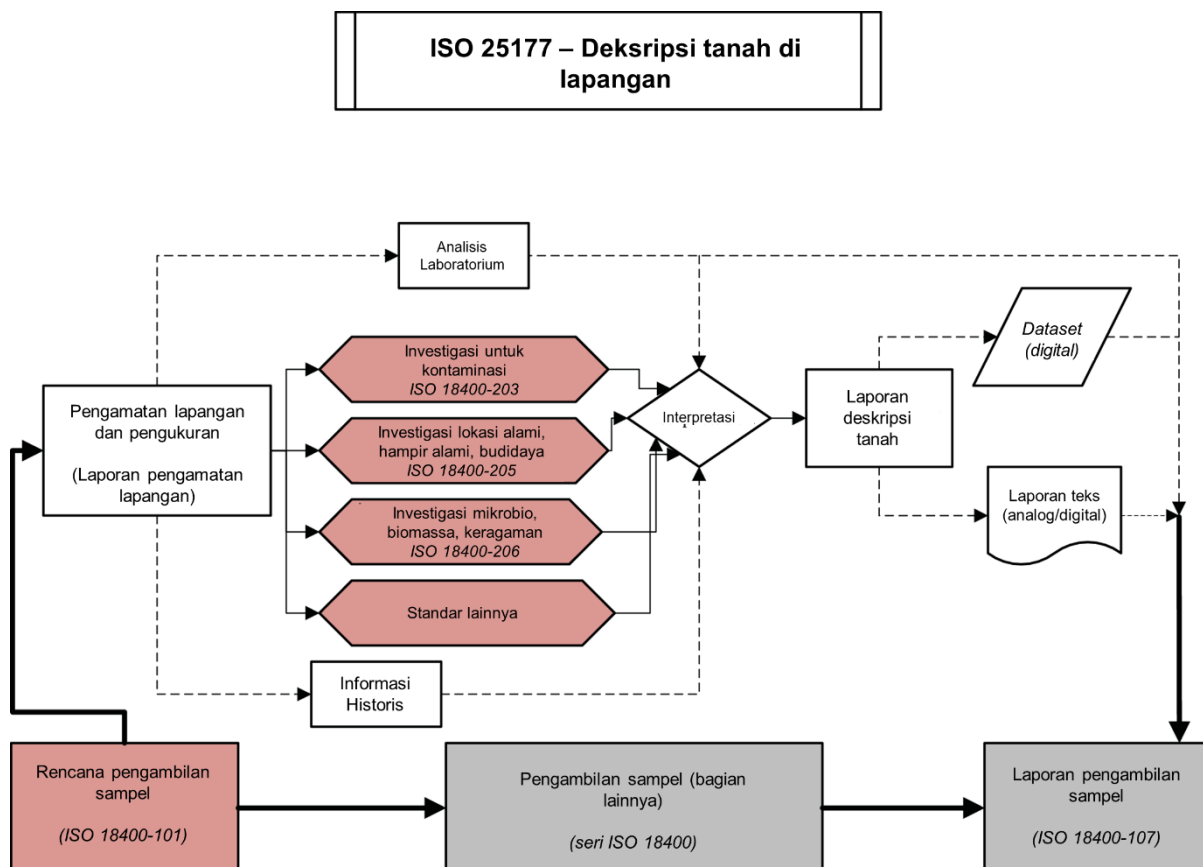 ISO 25177 – Deksripsi tanah di
lapangan
Analisis
Laboratorium
Investigasi untuk
kontaminasi
ISO 18400-203
Dataset
(digital)
Pengamatan lapangan
dan pengukuran
(Laporan pengamatan
lapangan)
Investigasi lokasi alami,
hampir alami, budidaya
ISO 18400-205
Interpretasi
Laporan
deskripsi
tanah
Investigasi mikrobio,
biomassa, keragaman
ISO 18400-206
Laporan teks
(analog/digital)
Standar lainnya
Informasi
Historis
Rencana pengambilan
sampel
(ISO 18400-101)
Pengambilan sampel (bagian
lainnya)
(seri ISO 18400)
Laporan pengambilan
sampel
(ISO 18400-107)